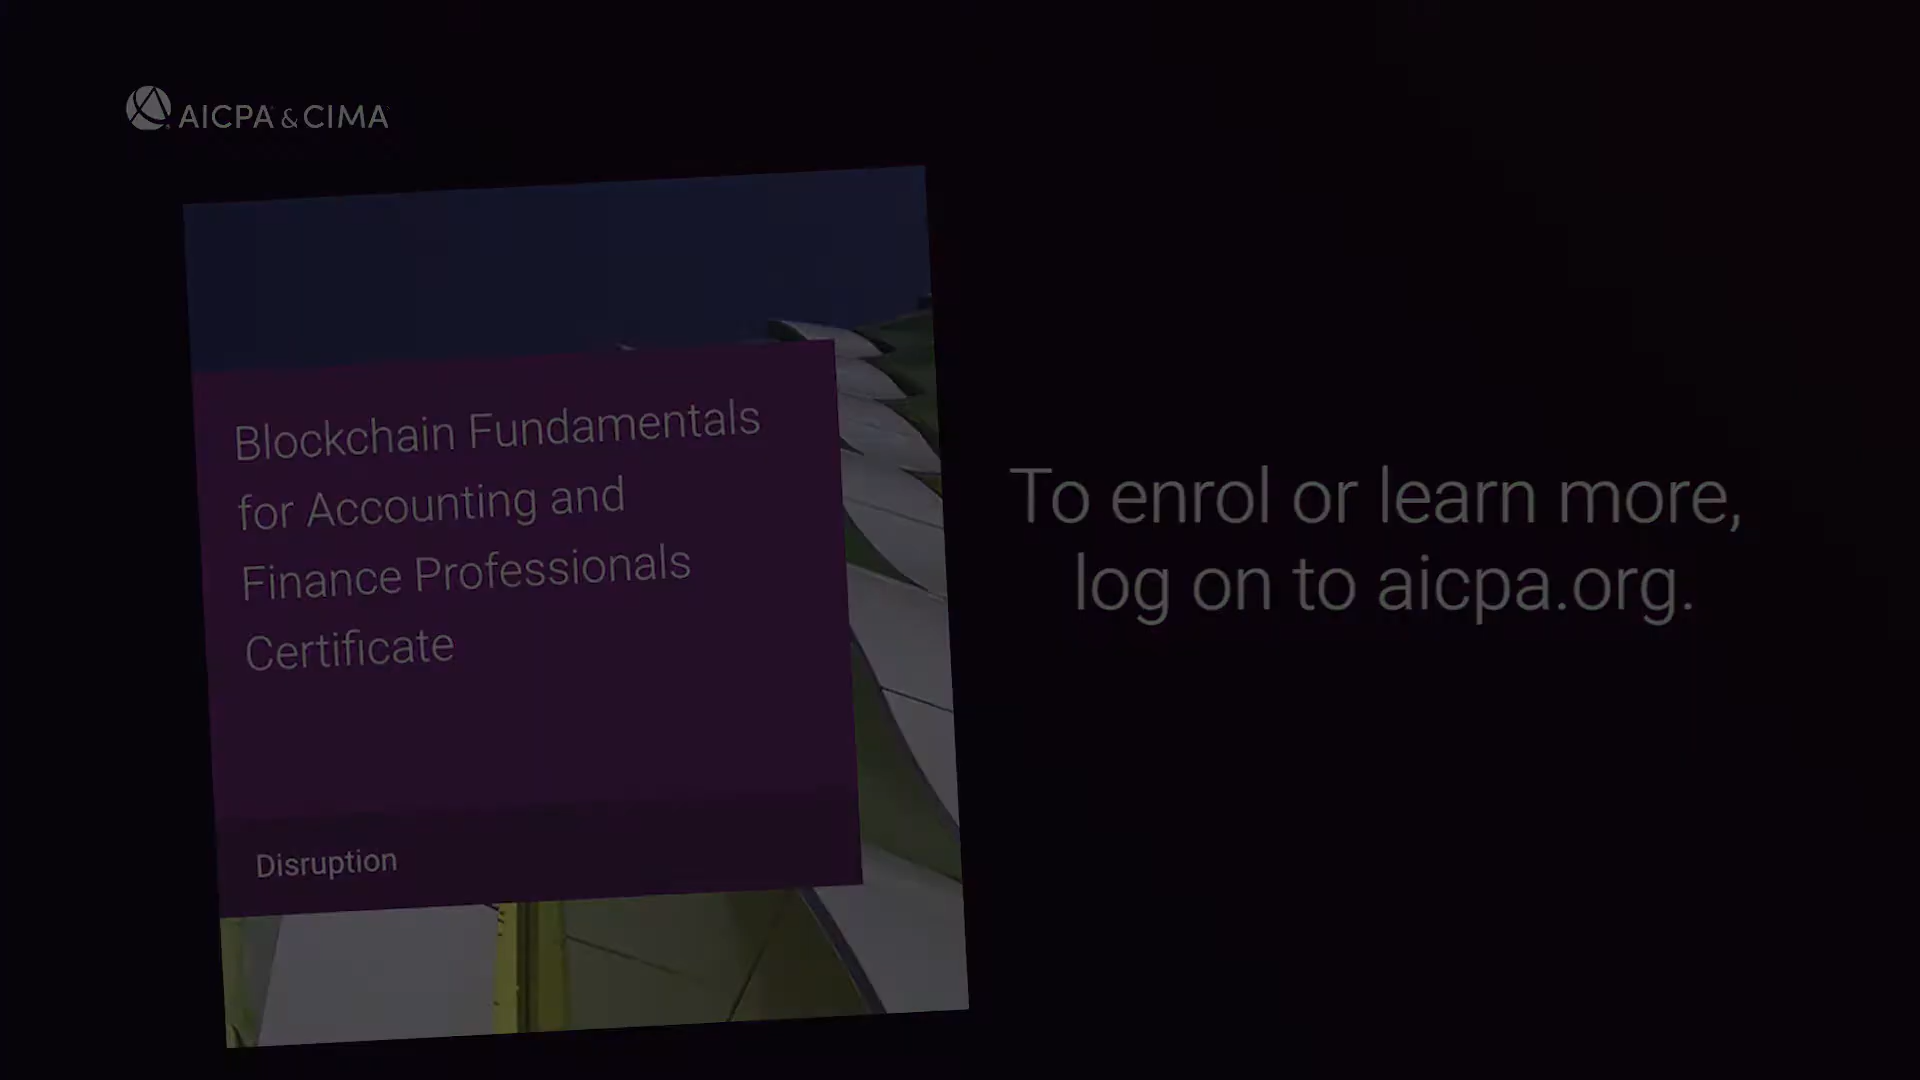 AICPA & CIMA
Blockchain Fundamentals
for Accounting and
Finance Professionals
Certificate
Disruption
To enrol or learn more,
log on to aicpa.org.